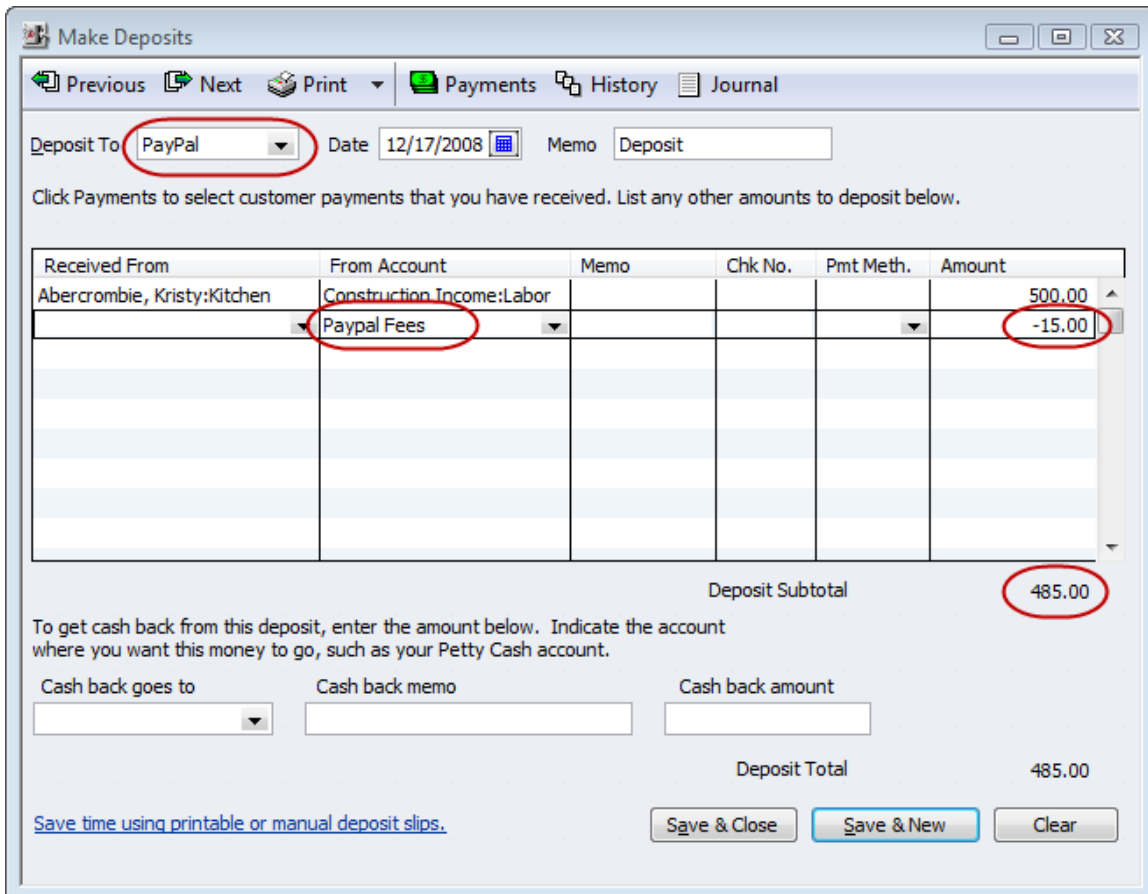 Make Deposits
Previous Next Print Payments History Journal
Deposit To PayPal Date 12/17/2008 Memo Deposit
Click Payments to select customer payments that you have received. List any other amounts to deposit below.
Received From From Account Memo Chk No. Pmt Meth. Amount
Abercrombie, Kristy:Kitchen Construction Income:Labor 500.00
Paypal Fees -15.00
Deposit Subtotal 485.00
To get cash back from this deposit, enter the amount below. Indicate the account
where you want this money to go, such as your Petty Cash account.
Cash back goes to Cash back memo Cash back amount
Deposit Total 485.00
Save time using printable or manual deposit slips. Save & Close Save & New Clear